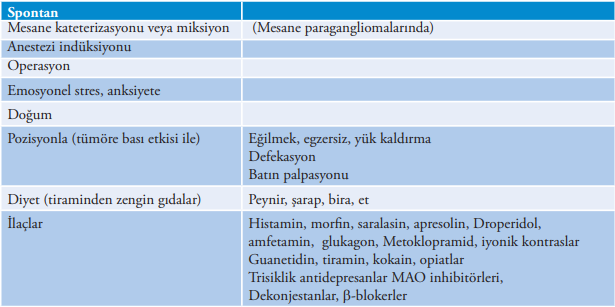 Spontan
Mesane kateterizasyonu veya miksiyon (Mesane paragangliomalarında)
Anestezi indüksiyonu
Operasyon
Emosyonel stres, anksiyete
Doğum
Pozisyonla (tümöre bası etkisi ile) Eğilmek, egzersiz, yük kaldırma
Defekasyon
Batın palpasyonu
Diyet (tiraminden zengin gıdalar) Peynir, şarap, bira, et
İlaçlar Histamin, morfin, saralasin, apresolin, Droperidol,
amfetamin, glukagon, Metoklopramid, iyonik kontraslar
Guanetidin, tiramin, kokain, opiatlar
Trisiklik antidepresanlar MAO inhibitörleri,
Dekonjestanlar, β-blokerler